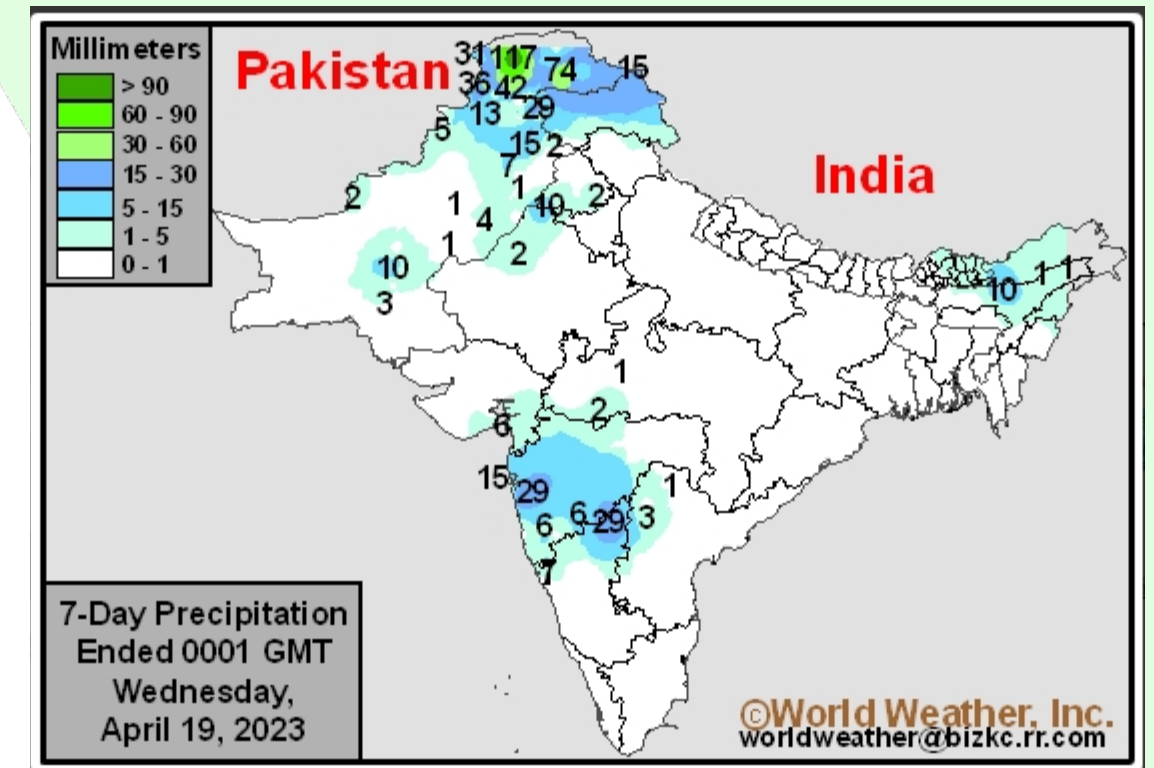 Millimeters
> 90
60 - 90
30 - 60
15 - 30
5 - 15
1 - 5
0 - 1
Pakistan
India
31 117 74 15
36 42
13 29
5
15 2
7
1
2 1 10 2
4
1 2
10
3
10 1 1
1
2
6
15
29 1
6 6 29 3
7
7-Day Precipitation
Ended 0001 GMT
Wednesday,
April 19, 2023
©World Weather, Inc.
worldweather@bizkc.rr.com